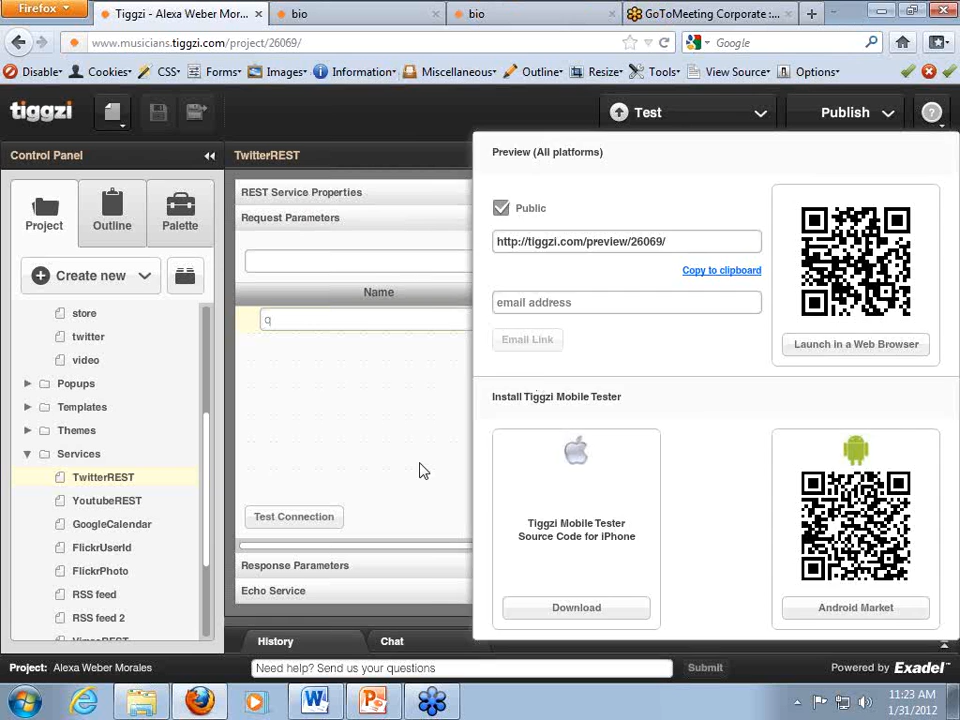 Firefox
Tiggzi - Alexa Weber Mor...
bio
bio
GoToMeeting Corporate :...
www.musicians.tiggzi.com/project/26069/
Google
Disable
Cookies
CSS
Forms
Images
Information
Miscellaneous
Outline
Resize
Tools
View Source
Options
tiggzi
Test
Publish
?
Control Panel
TwitterREST
Project
Outline
Palette
Create new
store
twitter
video
Popups
Templates
Themes
Services
TwitterREST
YoutubeREST
GoogleCalendar
FlickrUserId
FlickrPhoto
RSS feed
RSS feed 2
VimeoREST
REST Service Properties
Request Parameters
Name
q
Test Connection
Response Parameters
Echo Service
Preview (All platforms)
Public
http://tiggzi.com/preview/26069/
Copy to clipboard
email address
Email Link
Launch in a Web Browser
Install Tiggzi Mobile Tester
Tiggzi Mobile Tester
Source Code for iPhone
Download
Android Market
History
Chat
Project: Alexa Weber Morales
Need help? Send us your questions
Submit
Powered by Exadel
11:23 AM
1/31/2012